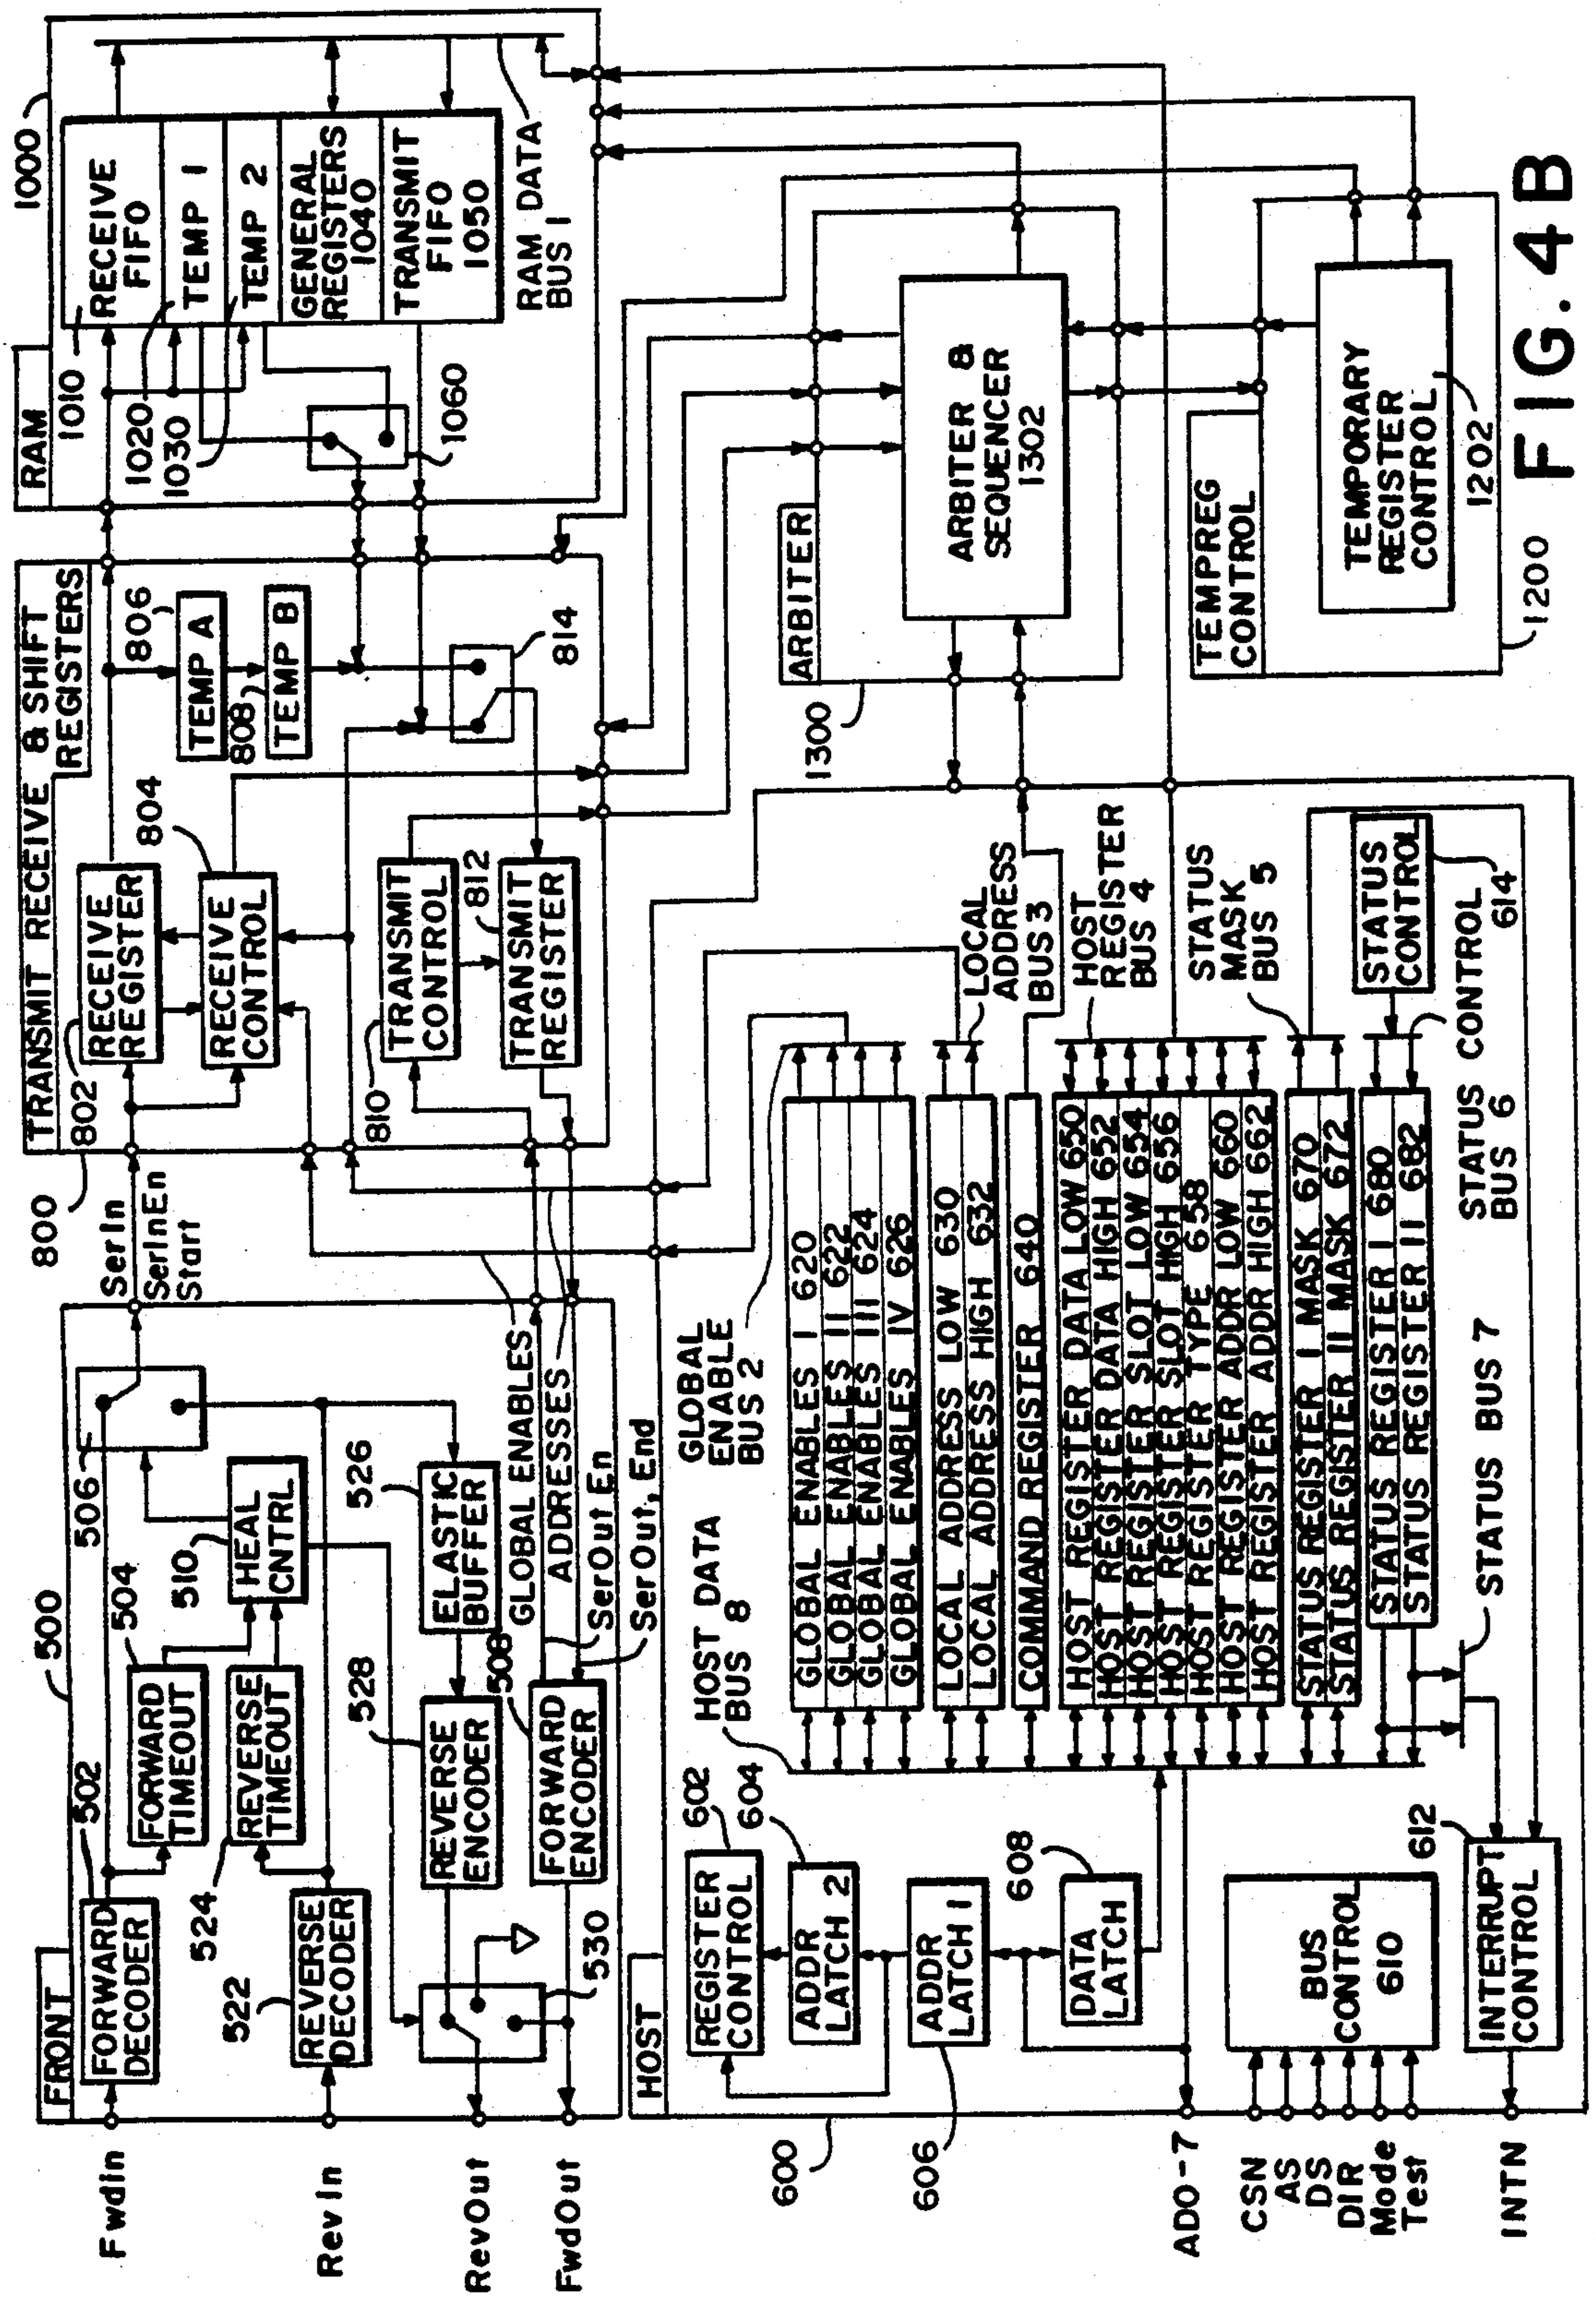 FRONT
500
Fwdin
FORWARD
DECODER
502
FORWARD
TIMEOUT
504
506
HEAL
CNTRL
510
REVERSE
TIMEOUT
524
RevIn
REVERSE
DECODER
522
ELASTIC
BUFFER
526
REVERSE
ENCODER
528
FORWARD
ENCODER
508
530
RevOut
FwdOut
SerIn
SerInEn
Start
GLOBAL ENABLES
ADDRESSES
SerOut En
SerOut, End
TRANSMIT RECEIVE & SHIFT
REGISTERS
800
802
RECEIVE
REGISTER
804
RECEIVE
CONTROL
806
TEMP A
808
TEMP B
810
TRANSMIT
CONTROL
812
TRANSMIT
REGISTER
814
RAM
1000
1010
RECEIVE
FIFO
1020
TEMP 1
1030
TEMP 2
GENERAL
REGISTERS
1040
TRANSMIT
FIFO
1050
1060
RAM DATA
BUS 1
HOST
600
602
REGISTER
CONTROL
604
ADDR
LATCH 2
606
ADDR
LATCH 1
608
DATA
LATCH
AD0-7
CSN
AS
DS
DIR
Mode
Test
BUS
CONTROL
610
INTN
612
INTERRUPT
CONTROL
HOST DATA
BUS 8
GLOBAL
ENABLE
BUS 2
GLOBAL ENABLES I 620
GLOBAL ENABLES II 622
GLOBAL ENABLES III 624
GLOBAL ENABLES IV 626
LOCAL ADDRESS LOW 630
LOCAL ADDRESS HIGH 632
COMMAND REGISTER 640
HOST REGISTER DATA LOW 650
HOST REGISTER DATA HIGH 652
HOST REGISTER SLOT LOW 654
HOST REGISTER SLOT HIGH 656
HOST REGISTER TYPE 658
HOST REGISTER ADDR LOW 660
HOST REGISTER ADDR HIGH 662
STATUS REGISTER I MASK 670
STATUS REGISTER II MASK 672
STATUS REGISTER I 680
STATUS REGISTER II 682
LOCAL
ADDRESS
BUS 3
HOST
REGISTER
BUS 4
STATUS
MASK
BUS 5
STATUS
CONTROL
614
STATUS CONTROL
BUS 6
STATUS BUS 7
ARBITER
1300
ARBITER &
SEQUENCER
1302
TEMPREG
CONTROL
1200
TEMPORARY
REGISTER
CONTROL
1202
FIG. 4B